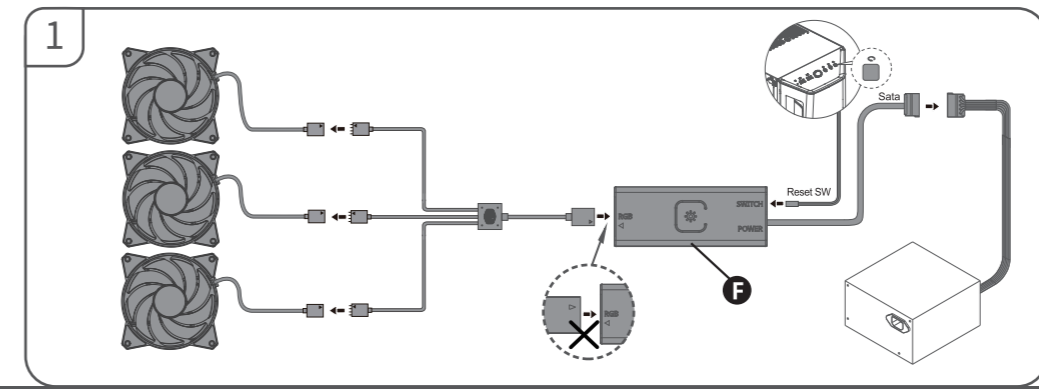 1
Sata
Reset SW
RGB
SWITCH
POWER
F
RGB